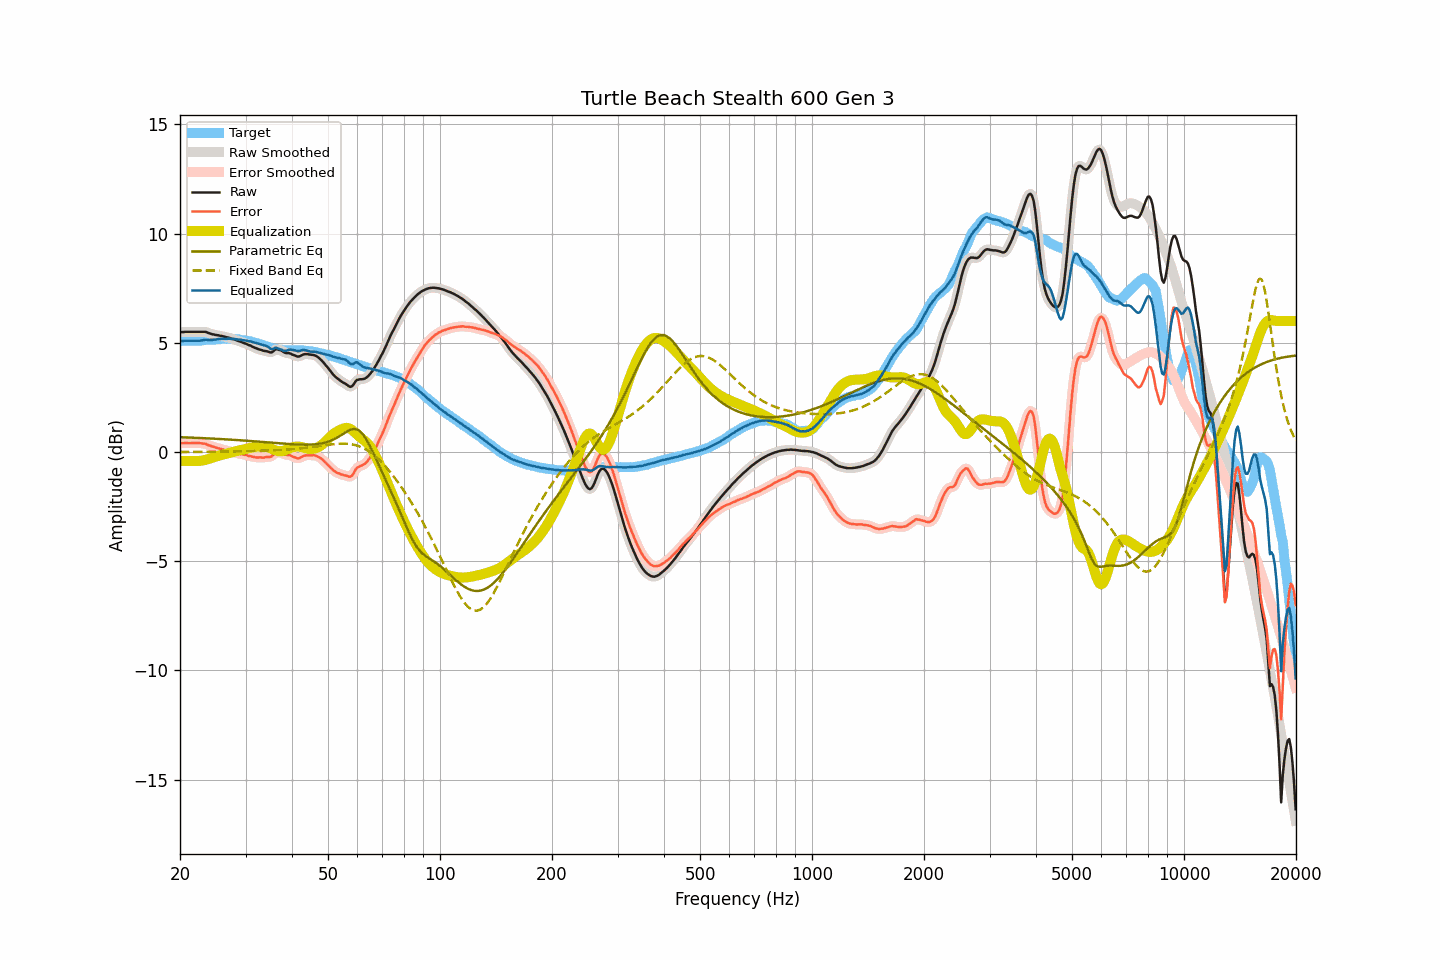 Turtle Beach Stealth 600 Gen 3
Target
Raw Smoothed
Error Smoothed
Raw
Error
Equalization
Parametric Eq
Fixed Band Eq
Equalized
15
10
5
0
−5
−10
−15
Amplitude (dBr)
20
50
100
200
500
1000
2000
5000
10000
20000
Frequency (Hz)